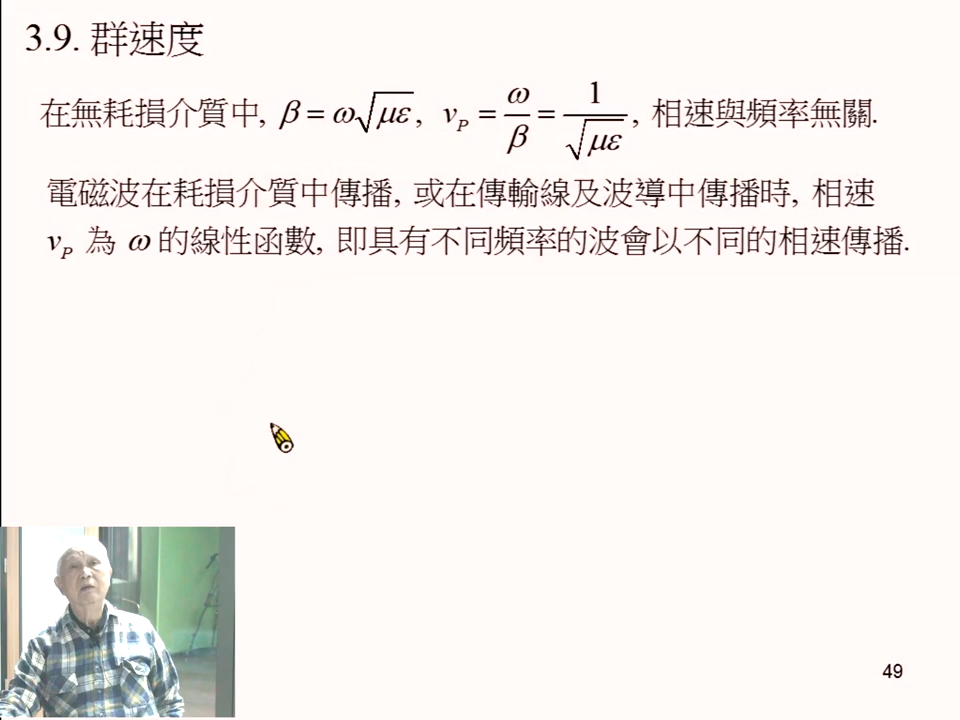 3.9. 群速度
在無耗損介質中, β = ω√με, v_P = ω/β = 1/√με, 相速與頻率無關.
電磁波在耗損介質中傳播, 或在傳輸線及波導中傳播時, 相速
v_P 為 ω 的線性函數, 即具有不同頻率的波會以不同的相速傳播.
49